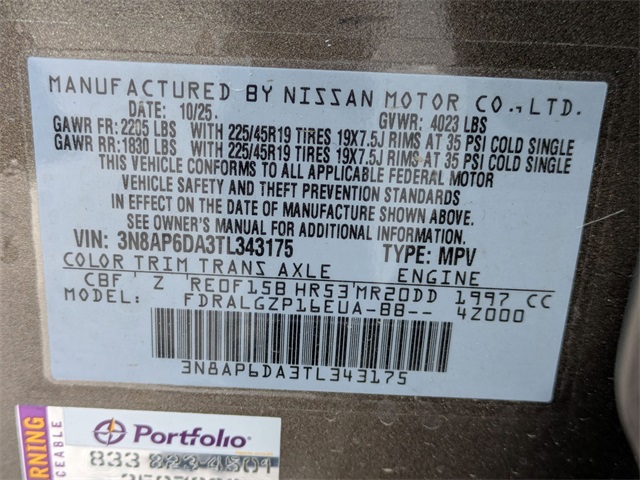 MANUFACTURED BY NISSAN MOTOR CO., LTD.
DATE: 10/25. GVWR: 4023 LBS
GAWR FR: 2205 LBS WITH 225/45R19 TIRES 19X7.5J RIMS AT 35 PSI COLD SINGLE
GAWR RR: 1830 LBS WITH 225/45R19 TIRES 19X7.5J RIMS AT 35 PSI COLD SINGLE
THIS VEHICLE CONFORMS TO ALL APPLICABLE FEDERAL MOTOR
VEHICLE SAFETY AND THEFT PREVENTION STANDARDS
IN EFFECT ON THE DATE OF MANUFACTURE SHOWN ABOVE.
SEE OWNER'S MANUAL FOR ADDITIONAL INFORMATION.
VIN: 3N8AP6DA3TL343175 TYPE: MPV
COLOR TRIM TRANS AXLE ENGINE
CBF ' Z RE0F15B HR53'MR20DD 1997 CC
FDRALGZP16EUA-BB-- 4Z000
3N8AP6DA3TL343175
Portfolio
833 823-4501